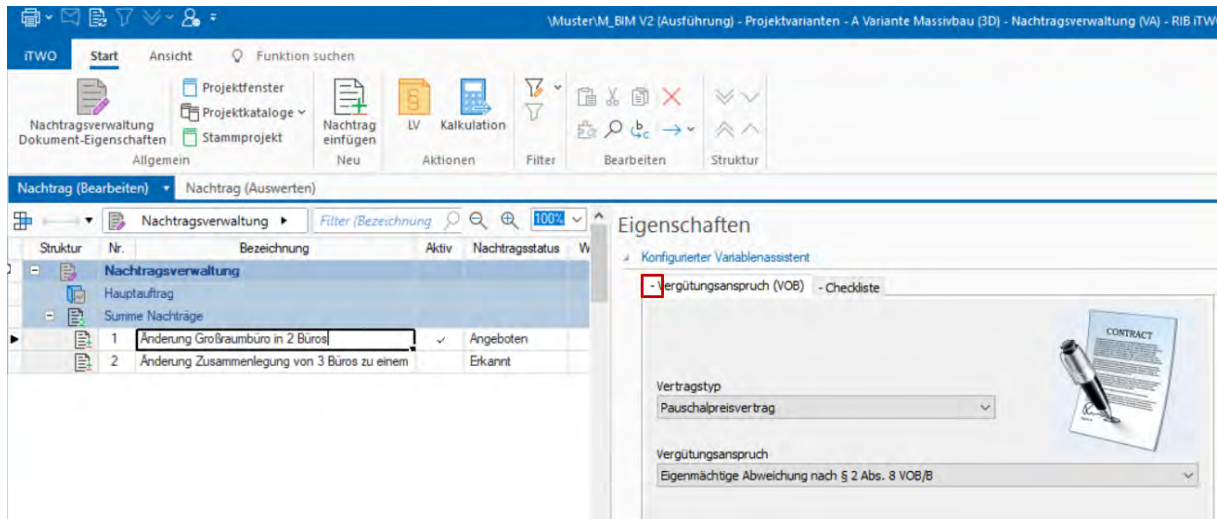 \Muster\M_BIM V2 (Ausführung) - Projektvarianten - A Variante Massivbau (3D) - Nachtragsverwaltung (VA) - RIB iTWO
iTWO Start Ansicht Funktion suchen
Nachtragsverwaltung
Dokument-Eigenschaften
Projektfenster
Projektkataloge
Stammprojekt
Nachtrag
einfügen
LV Kalkulation
Allgemein Neu Aktionen Filter Bearbeiten Struktur
Nachtrag (Bearbeiten) Nachtrag (Auswerten)
Nachtragsverwaltung Filter (Bezeichnung 100%
Struktur Nr. Bezeichnung Aktiv Nachtragsstatus W
Nachtragsverwaltung
Hauptauftrag
Summe Nachträge
1 Änderung Großraumbüro in 2 Büros Angeboten
2 Änderung Zusammenlegung von 3 Büros zu einem Erkannt
Eigenschaften
Konfigurierter Variablenassistent
- Vergütungsanspruch (VOB) - Checkliste
CONTRACT
Vertragstyp
Pauschalpreisvertrag
Vergütungsanspruch
Eigenmächtige Abweichung nach § 2 Abs. 8 VOB/B